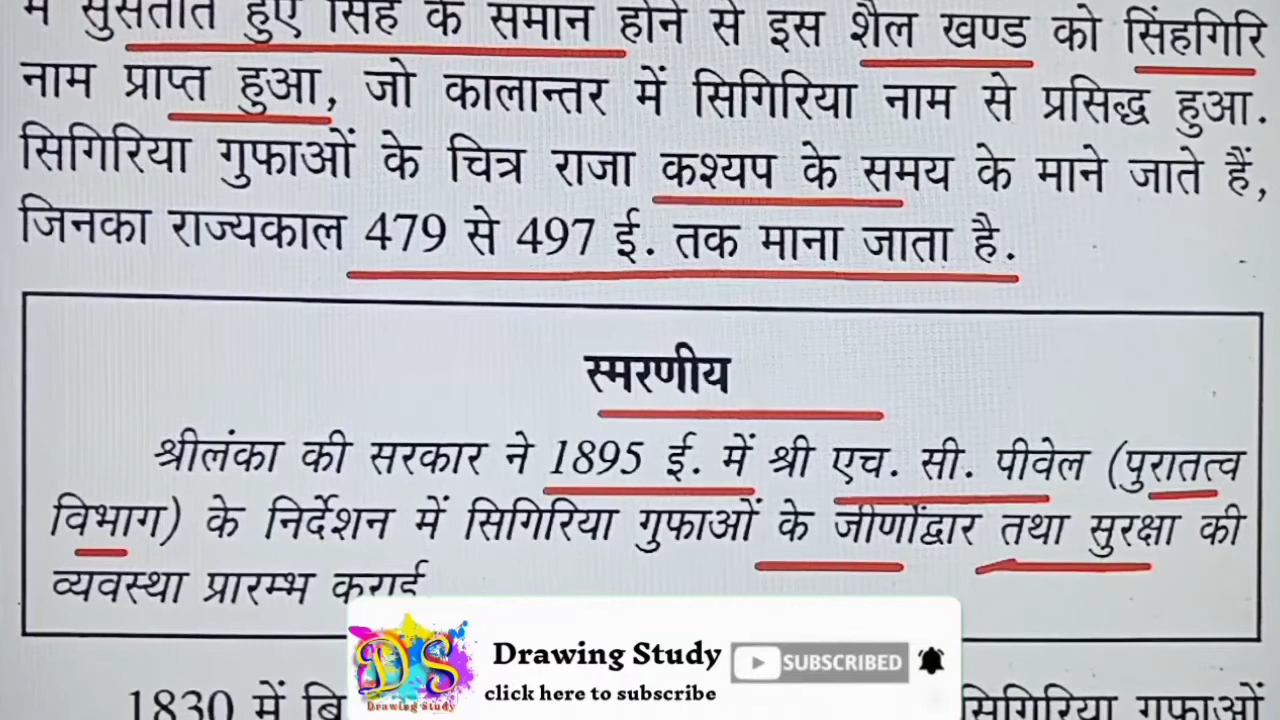 में सुस्ताते हुए सिंह के समान होने से इस शैल खण्ड को सिंहगिरि
नाम प्राप्त हुआ, जो कालान्तर में सिगिरिया नाम से प्रसिद्ध हुआ.
सिगिरिया गुफाओं के चित्र राजा कश्यप के समय के माने जाते हैं,
जिनका राज्यकाल 479 से 497 ई. तक माना जाता है.
स्मरणीय
श्रीलंका की सरकार ने 1895 ई. में श्री एच. सी. पीवेल (पुरातत्व
विभाग) के निर्देशन में सिगिरिया गुफाओं के जीर्णोद्वार तथा सुरक्षा की
व्यवस्था प्रारम्भ कराई
DS
Drawing Study
Drawing Study
SUBSCRIBED
click here to subscribe
1830 में सिगिरिया गुफाओं